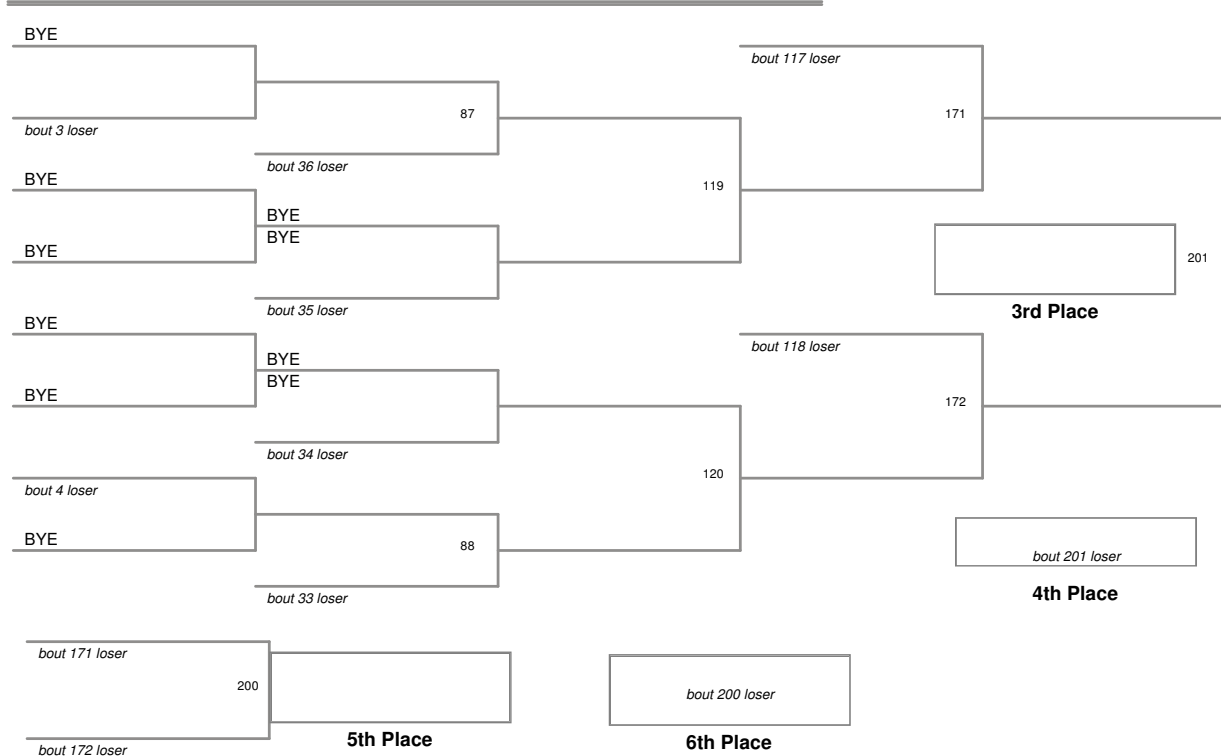 BYE
bout 117 loser
87
171
bout 3 loser
bout 36 loser
BYE
119
BYE
BYE
BYE
201
bout 35 loser
3rd Place
BYE
bout 118 loser
BYE
BYE
BYE
172
bout 34 loser
120
bout 4 loser
BYE
88
bout 201 loser
4th Place
bout 33 loser
bout 171 loser
200
bout 200 loser
5th Place
6th Place
bout 172 loser